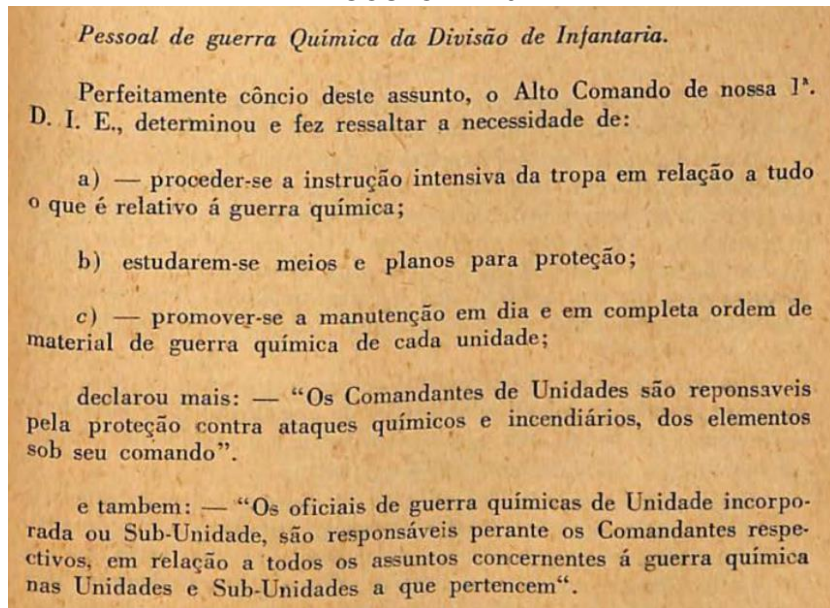 Pessoal de guerra Química da Divisão de Infantaria.
Perfeitamente côncio deste assunto, o Alto Comando de nossa 1ª.
D. I. E., determinou e fez ressaltar a necessidade de:
a) — proceder-se a instrução intensiva da tropa em relação a tudo
o que é relativo á guerra química;
b) estudarem-se meios e planos para proteção;
c) — promover-se a manutenção em dia e em completa ordem de
material de guerra química de cada unidade;
declarou mais: — “Os Comandantes de Unidades são reponsaveis
pela proteção contra ataques químicos e incendiários, dos elementos
sob seu comando”.
e tambem: — “Os oficiais de guerra químicas de Unidade incorpo-
rada ou Sub-Unidade, são responsáveis perante os Comandantes respe-
ctivos, em relação a todos os assuntos concernentes á guerra química
nas Unidades e Sub-Unidades a que pertencem“.